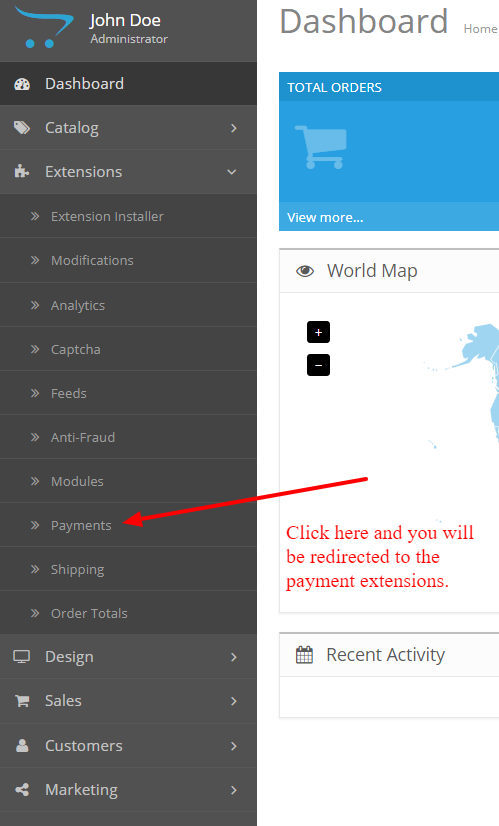 John Doe
Administrator
Dashboard
Catalog
Extensions
Extension Installer
Modifications
Analytics
Captcha
Feeds
Anti-Fraud
Modules
Payments
Shipping
Order Totals
Design
Sales
Customers
Marketing
Dashboard Home
TOTAL ORDERS
View more...
World Map
+
−
Click here and you will
be redirected to the
payment extensions.
Recent Activity